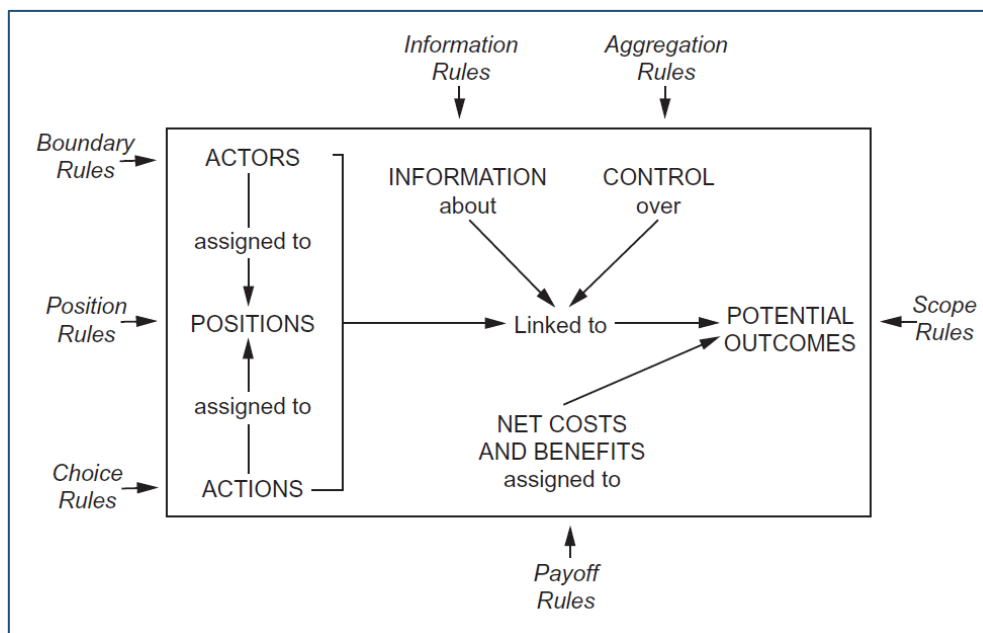 Information
Rules
Aggregation
Rules
Boundary
Rules
ACTORS
INFORMATION
about
CONTROL
over
assigned to
Position
Rules
POSITIONS
Linked to
POTENTIAL
OUTCOMES
Scope
Rules
assigned to
NET COSTS
AND BENEFITS
assigned to
Choice
Rules
ACTIONS
Payoff
Rules